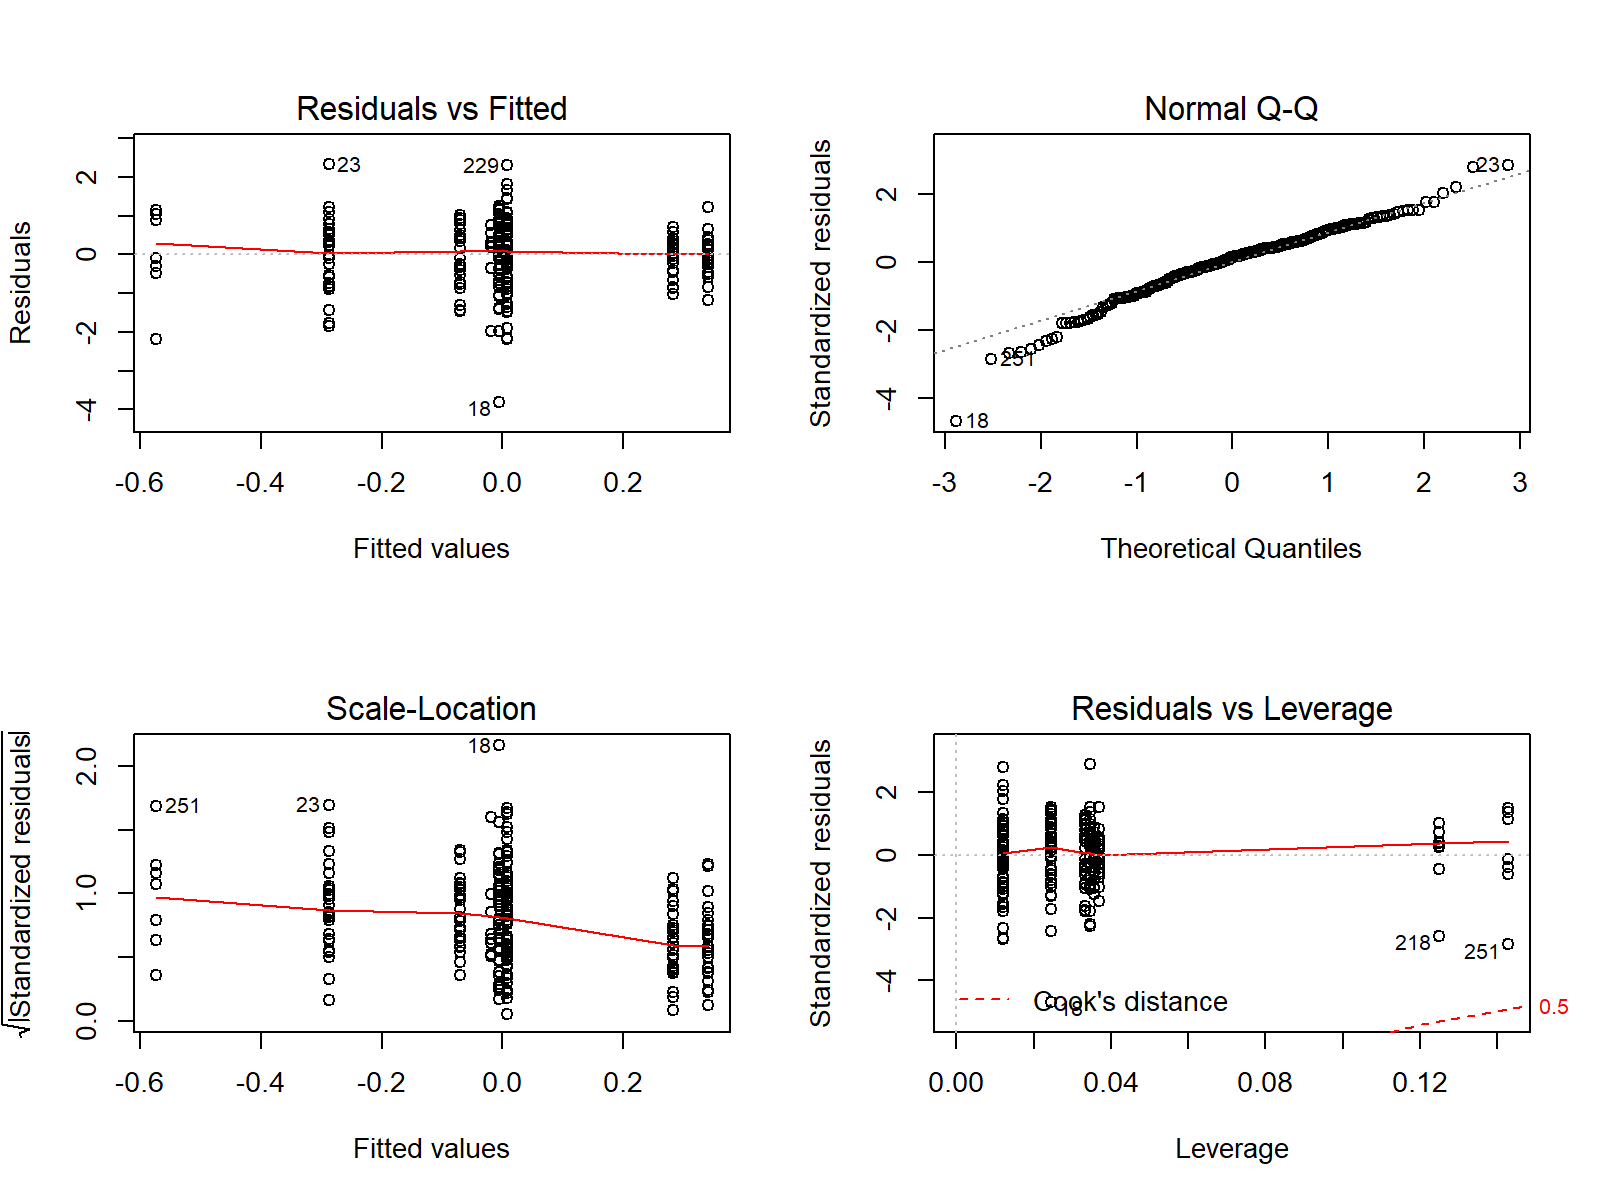 Residuals vs Fitted
Residuals
2
0
-2
-4
23
229
18
-0.6 -0.4 -0.2 0.0 0.2
Fitted values
Normal Q-Q
Standardized residuals
2
0
-2
-4
23
251
18
-3 -2 -1 0 1 2 3
Theoretical Quantiles
Scale-Location
√|Standardized residuals|
2.0
1.0
0.0
18
251
23
-0.6 -0.4 -0.2 0.0 0.2
Fitted values
Residuals vs Leverage
Standardized residuals
2
0
-2
-4
218
251
18
Cook's distance
0.5
0.00 0.04 0.08 0.12
Leverage